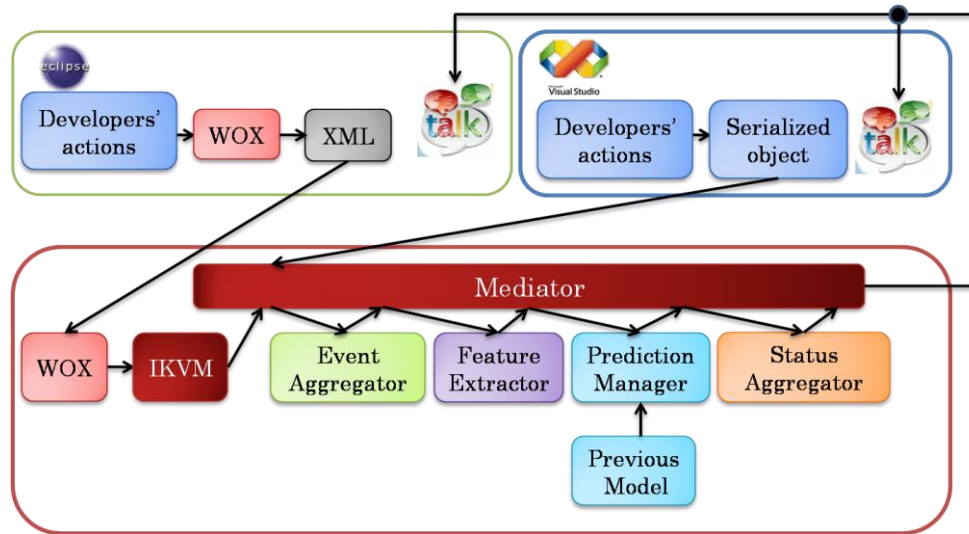 eclipse
Developers'
actions
WOX
XML
talk
Microsoft
Visual Studio
Developers'
actions
Serialized
object
talk
Mediator
WOX
IKVM
Event
Aggregator
Feature
Extractor
Prediction
Manager
Status
Aggregator
Previous
Model